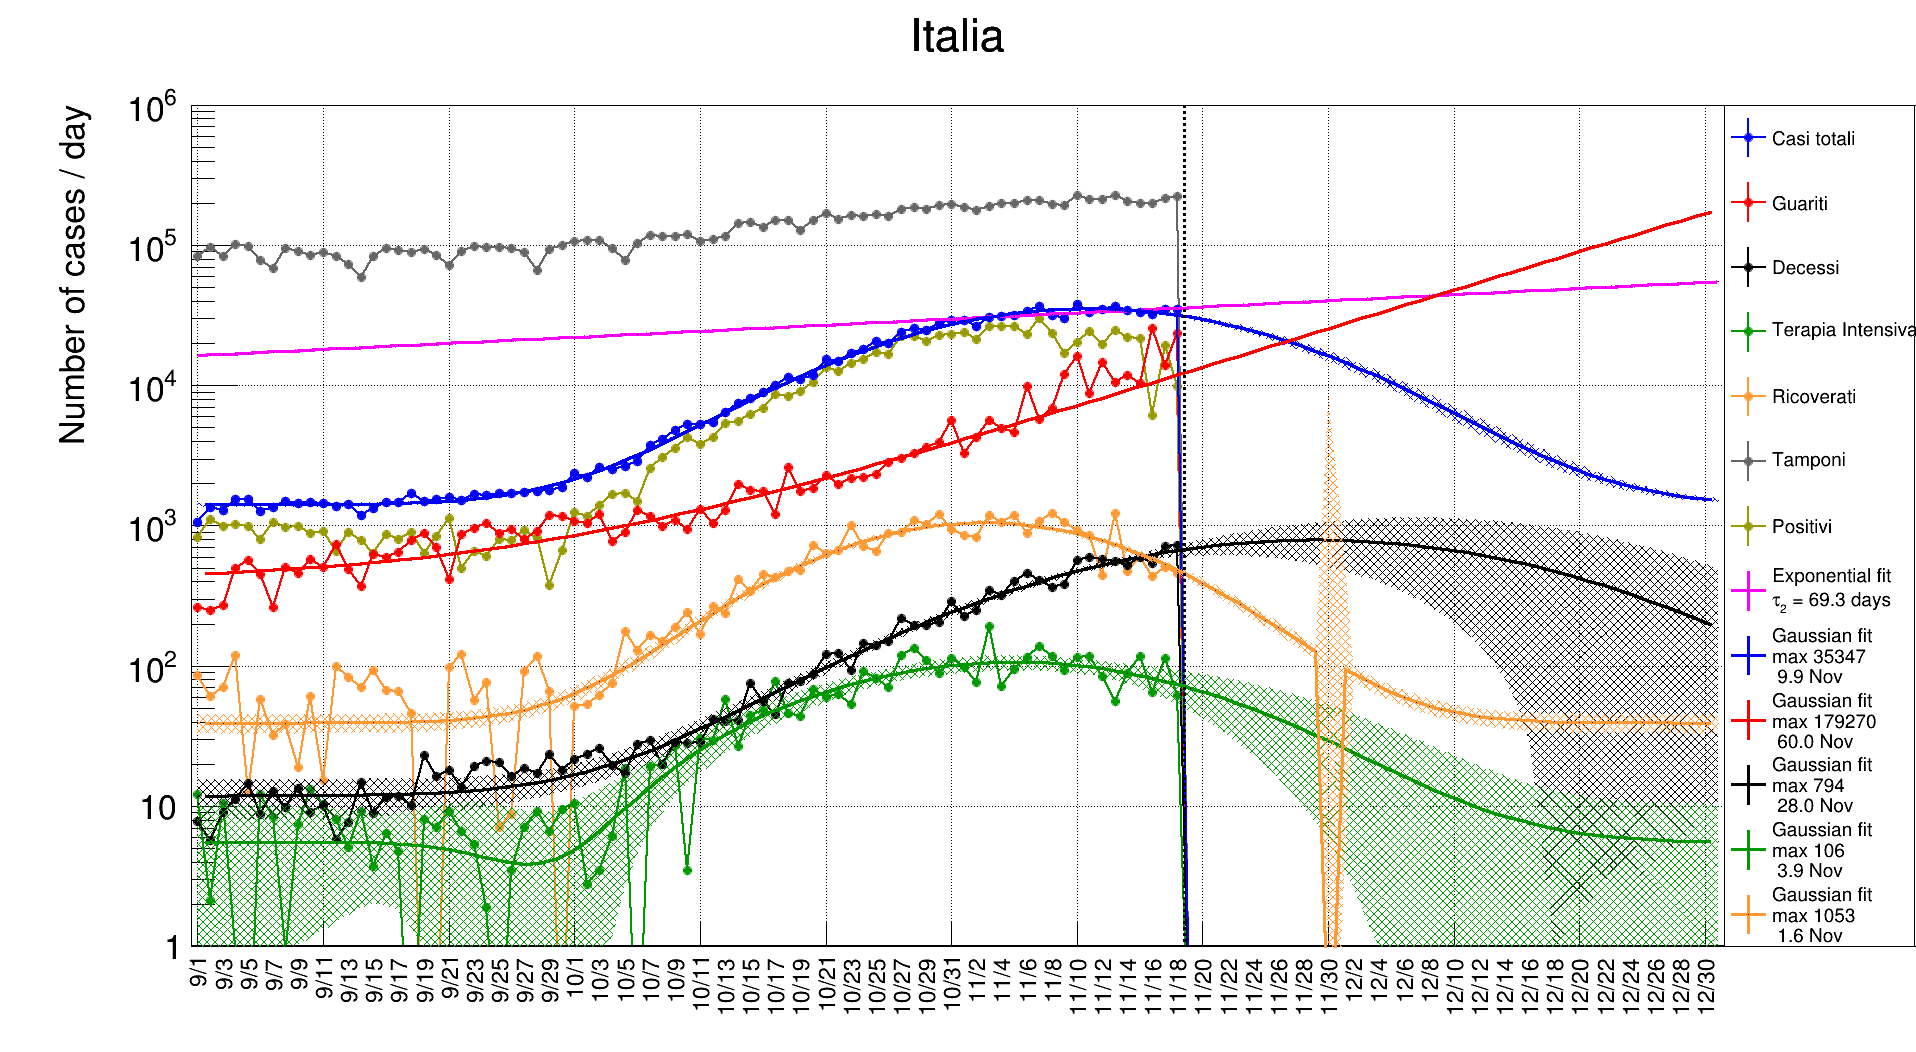 Italia
Number of cases / day
10^6
10^5
10^4
10^3
10^2
10
1
9/1 9/3 9/5 9/7 9/9 9/11 9/13 9/15 9/17 9/19 9/21 9/23 9/25 9/27 9/29 10/1 10/3 10/5 10/7 10/9 10/11 10/13 10/15 10/17 10/19 10/21 10/23 10/25 10/27 10/29 10/31 11/2 11/4 11/6 11/8 11/10 11/12 11/14 11/16 11/18 11/20 11/22 11/24 11/26 11/28 11/30 12/2 12/4 12/6 12/8 12/10 12/12 12/14 12/16 12/18 12/20 12/22 12/24 12/26 12/28 12/30
Casi totali
Guariti
Decessi
Terapia Intensiva
Ricoverati
Tamponi
Positivi
Exponential fit
τ2 = 69.3 days
Gaussian fit
max 35347
9.9 Nov
Gaussian fit
max 179270
60.0 Nov
Gaussian fit
max 794
28.0 Nov
Gaussian fit
max 106
3.9 Nov
Gaussian fit
max 1053
1.6 Nov